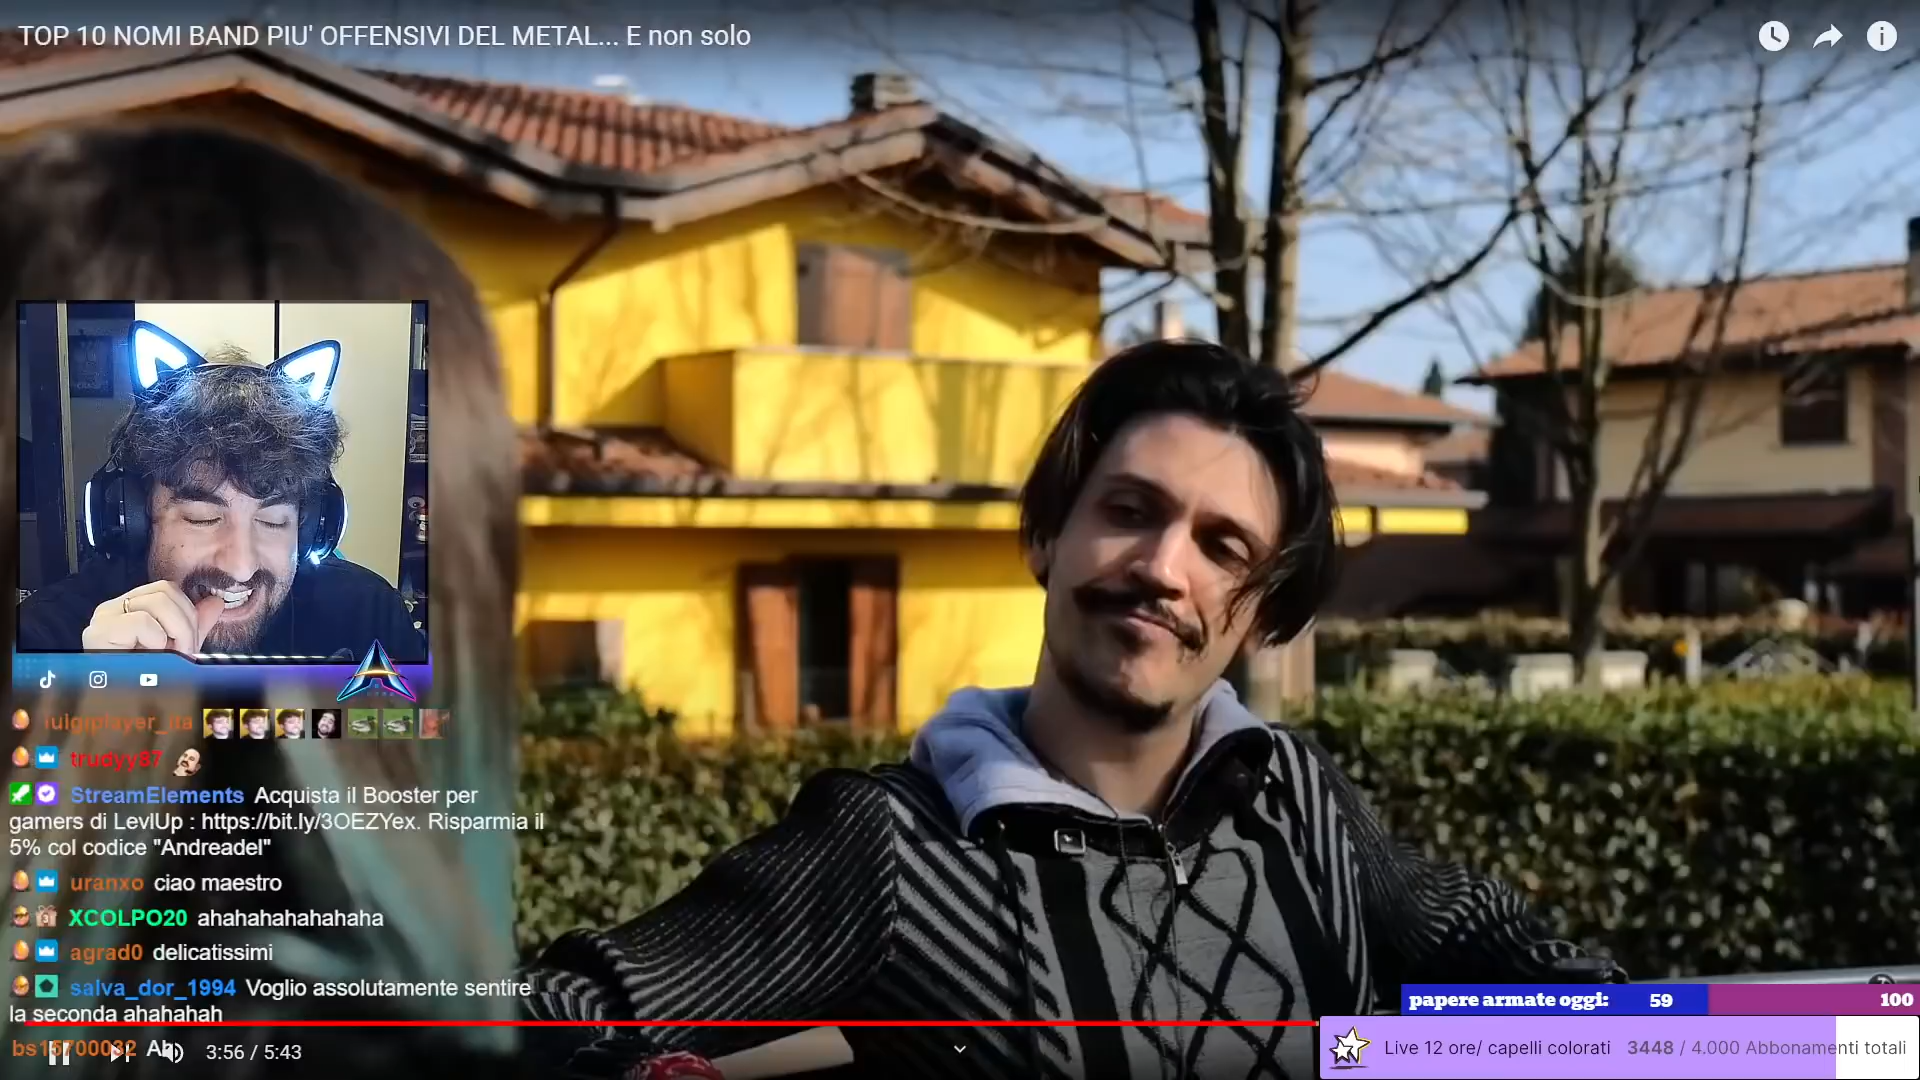 TOP 10 NOMI BAND PIU' OFFENSIVI DEL METAL... E non solo
luigiplayer_ita
trudyy87
StreamElements Acquista il Booster per
gamers di LevlUp : https://bit.ly/3OEZYex. Risparmia il
5% col codice "Andreadel"
uranxo ciao maestro
XCOLPO20 ahahahahahahaha
agrad0 delicatissimi
salva_dor_1994 Voglio assolutamente sentire
la seconda ahahahah
3:56 / 5:43
papere armate oggi: 59 100
Live 12 ore/ capelli colorati 3448 / 4.000 Abbonamenti totali